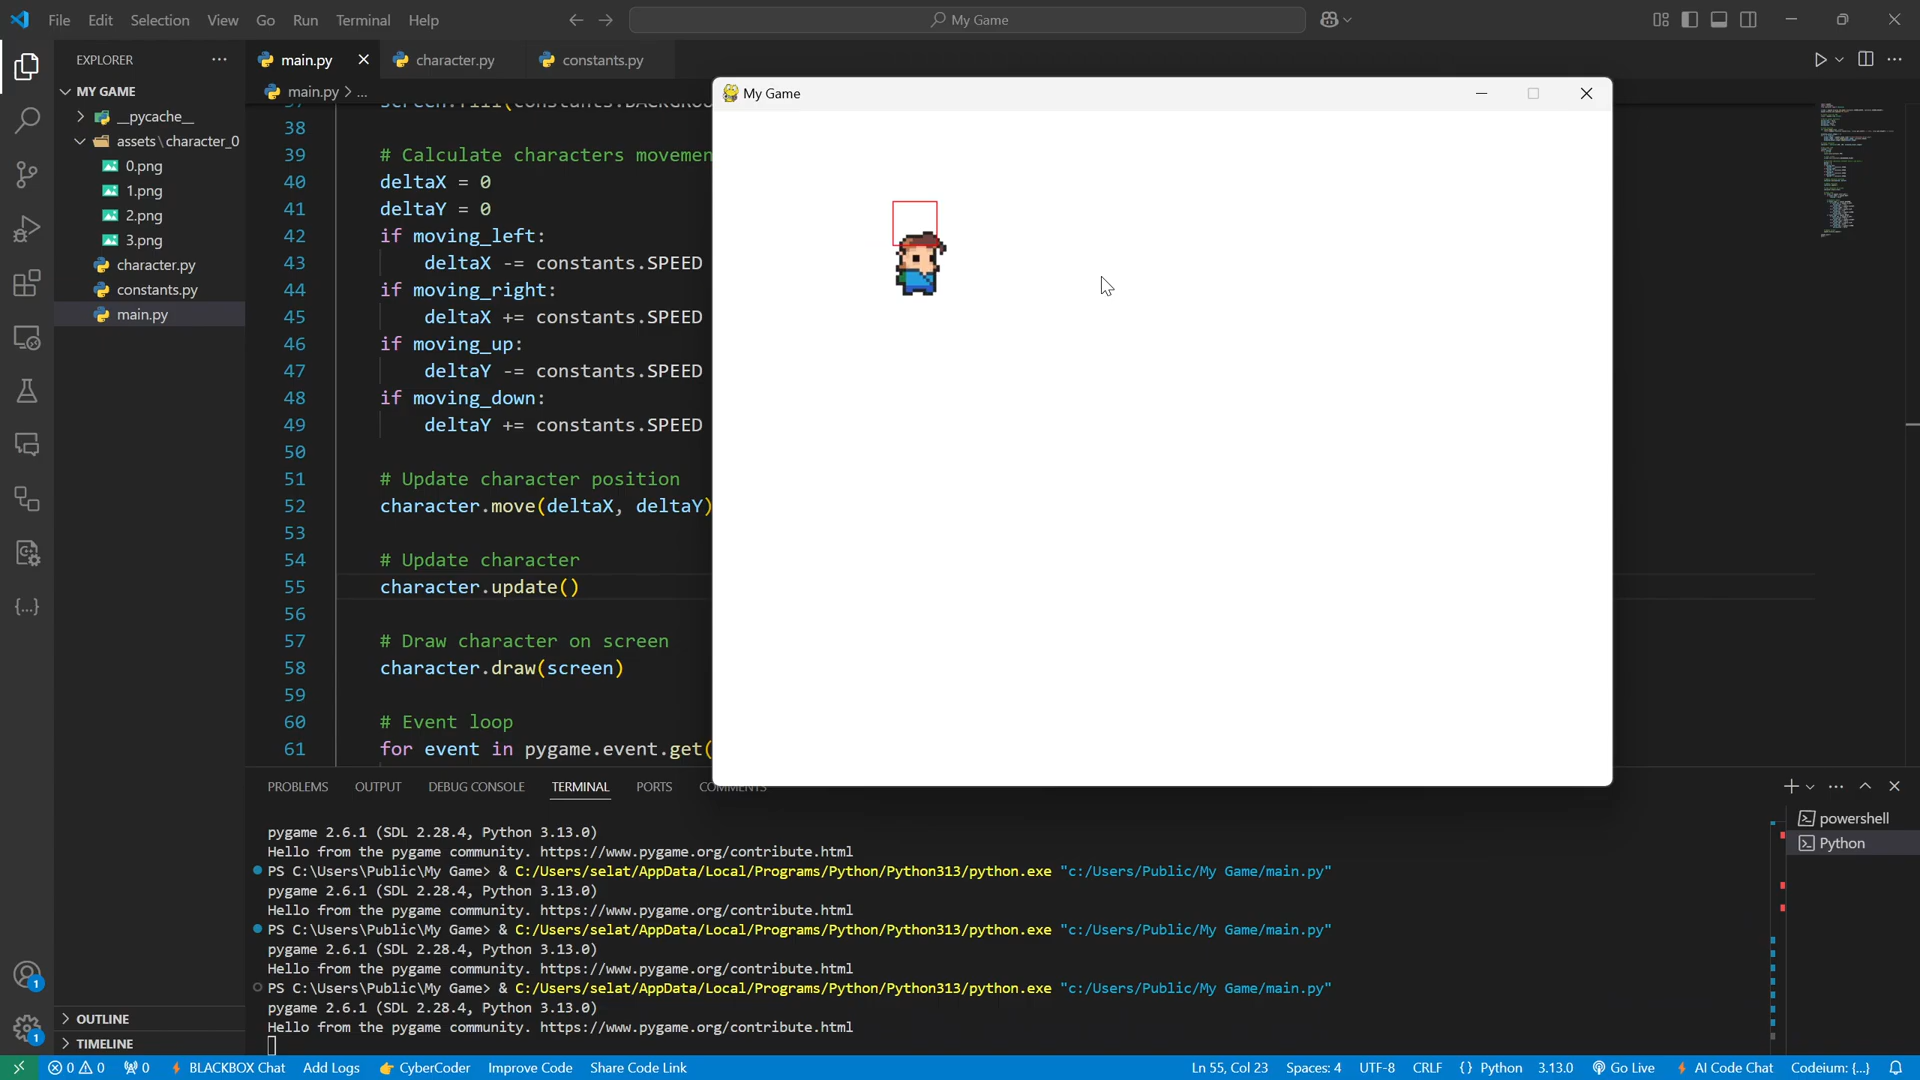 File Edit Selection View Go Run Terminal Help
My Game
EXPLORER
main.py
character.py
constants.py
MY GAME
__pycache__
assets\character_0
0.png
1.png
2.png
3.png
character.py
constants.py
main.py
main.py > ...
My Game
38
39 # Calculate characters movemen
40 deltaX = 0
41 deltaY = 0
42 if moving_left:
43 deltaX -= constants.SPEED
44 if moving_right:
45 deltaX += constants.SPEED
46 if moving_up:
47 deltaY -= constants.SPEED
48 if moving_down:
49 deltaY += constants.SPEED
50
51 # Update character position
52 character.move(deltaX, deltaY)
53
54 # Update character
55 character.update()
56
57 # Draw character on screen
58 character.draw(screen)
59
60 # Event loop
61 for event in pygame.event.get(
PROBLEMS OUTPUT DEBUG CONSOLE TERMINAL PORTS COMMENTS
pygame 2.6.1 (SDL 2.28.4, Python 3.13.0)
Hello from the pygame community. https://www.pygame.org/contribute.html
PS C:\Users\Public\My Game> & C:/Users/selat/AppData/Local/Programs/Python/Python313/python.exe "c:/Users/Public/My Game/main.py"
pygame 2.6.1 (SDL 2.28.4, Python 3.13.0)
Hello from the pygame community. https://www.pygame.org/contribute.html
PS C:\Users\Public\My Game> & C:/Users/selat/AppData/Local/Programs/Python/Python313/python.exe "c:/Users/Public/My Game/main.py"
pygame 2.6.1 (SDL 2.28.4, Python 3.13.0)
Hello from the pygame community. https://www.pygame.org/contribute.html
PS C:\Users\Public\My Game> & C:/Users/selat/AppData/Local/Programs/Python/Python313/python.exe "c:/Users/Public/My Game/main.py"
pygame 2.6.1 (SDL 2.28.4, Python 3.13.0)
Hello from the pygame community. https://www.pygame.org/contribute.html
powershell
Python
OUTLINE
TIMELINE
1
1
0 0 0 BLACKBOX Chat Add Logs CyberCoder Improve Code Share Code Link Ln 55, Col 23 Spaces: 4 UTF-8 CRLF {} Python 3.13.0 Go Live AI Code Chat Codeium: {...}